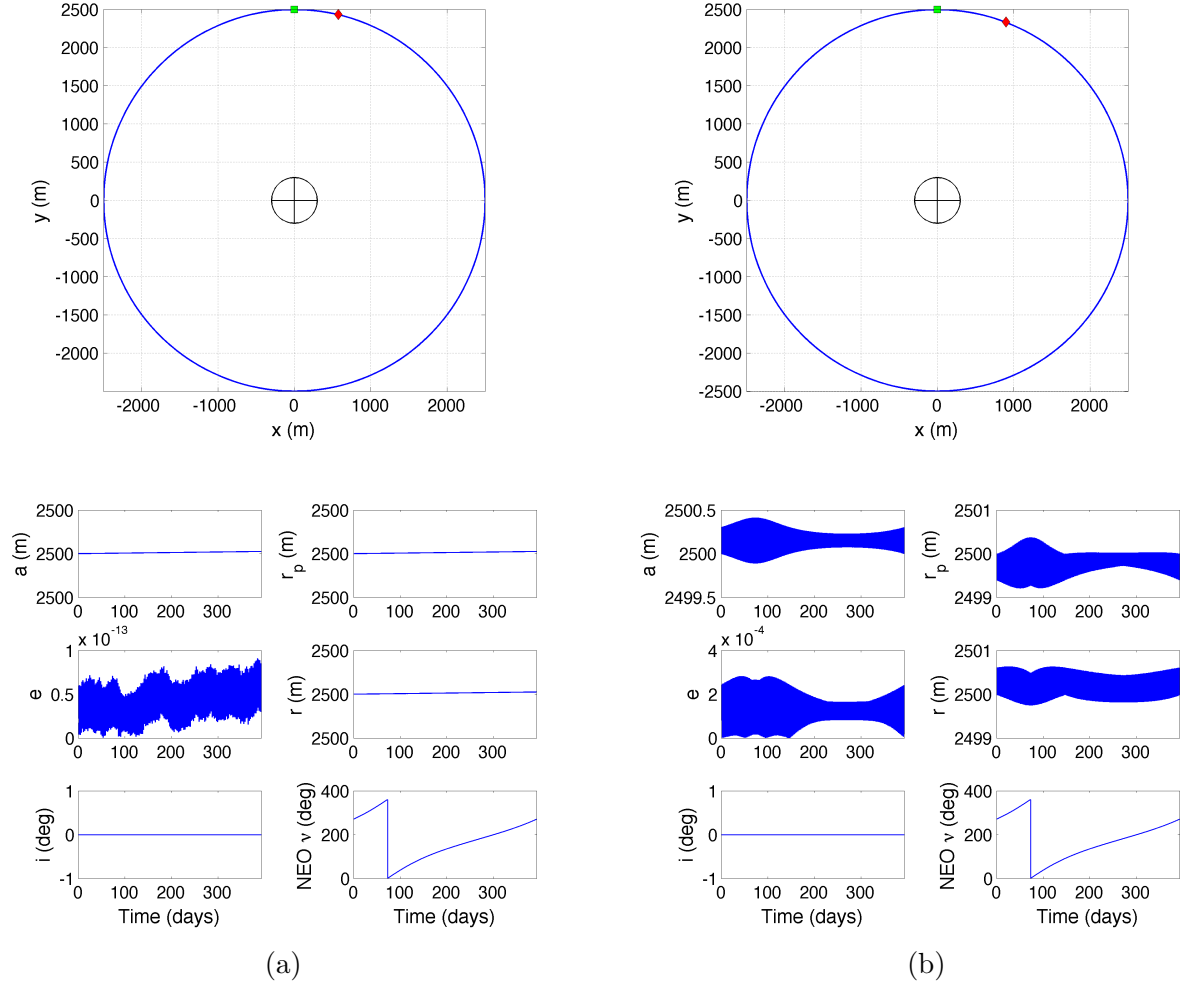 2500
2000
1500
1000
500
0
-500
-1000
-1500
-2000
y (m)
-2000 -1000 0 1000 2000
x (m)
2500
2000
1500
1000
500
0
-500
-1000
-1500
-2000
-2500
y (m)
-2000 -1000 0 1000 2000
x (m)
2500
2500
2500
a (m)
0 100 200 300
2500
2500
2500
r_p (m)
0 100 200 300
x 10^-13
1
0.5
0
e
0 100 200 300
2500
2500
2500
r (m)
0 100 200 300
1
0
-1
i (deg)
0 100 200 300
Time (days)
400
200
0
NEO ν (deg)
0 100 200 300
Time (days)
(a)
2500.5
2500
2499.5
a (m)
0 100 200 300
2501
2500
2499
r_p (m)
0 100 200 300
x 10^-4
4
2
0
e
0 100 200 300
2501
2500
2499
r (m)
0 100 200 300
1
0
-1
i (deg)
0 100 200 300
Time (days)
400
200
0
NEO ν (deg)
0 100 200 300
Time (days)
(b)